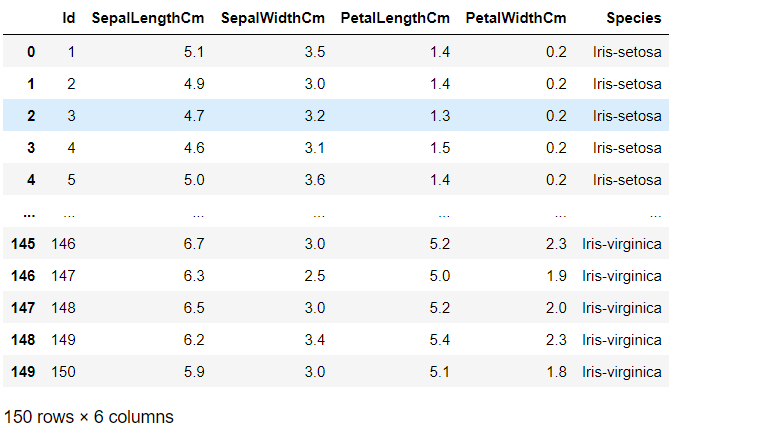 Id SepalLengthCm SepalWidthCm PetalLengthCm PetalWidthCm Species
0 1 5.1 3.5 1.4 0.2 Iris-setosa
1 2 4.9 3.0 1.4 0.2 Iris-setosa
2 3 4.7 3.2 1.3 0.2 Iris-setosa
3 4 4.6 3.1 1.5 0.2 Iris-setosa
4 5 5.0 3.6 1.4 0.2 Iris-setosa
... ... ... ... ... ... ...
145 146 6.7 3.0 5.2 2.3 Iris-virginica
146 147 6.3 2.5 5.0 1.9 Iris-virginica
147 148 6.5 3.0 5.2 2.0 Iris-virginica
148 149 6.2 3.4 5.4 2.3 Iris-virginica
149 150 5.9 3.0 5.1 1.8 Iris-virginica
150 rows × 6 columns